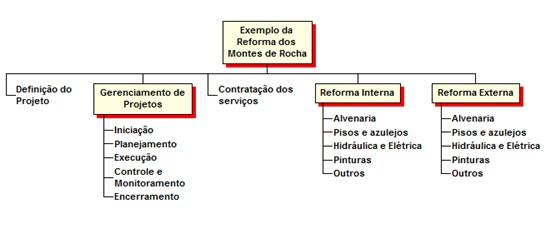 Exemplo da
Reforma dos
Montes de Rocha
Definição do
Projeto
Gerenciamento de
Projetos
Iniciação
Planejamento
Execução
Controle e
Monitoramento
Encerramento
Contratação dos
serviços
Reforma Interna
Alvenaria
Pisos e azulejos
Hidráulica e Elétrica
Pinturas
Outros
Reforma Externa
Alvenaria
Pisos e azulejos
Hidráulica e Elétrica
Pinturas
Outros